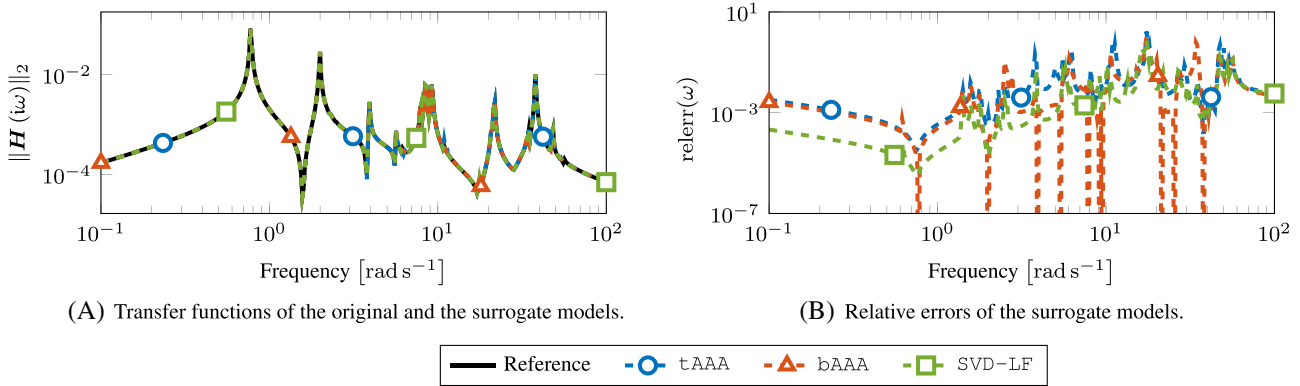 10⁻²
10⁻⁴
‖H (iω)‖₂
10⁻¹ 10⁰ 10¹ 10²
Frequency [rad s⁻¹]
(A) Transfer functions of the original and the surrogate models.
10¹
10⁻³
10⁻⁷
relerr(ω)
10⁻¹ 10⁰ 10¹ 10²
Frequency [rad s⁻¹]
(B) Relative errors of the surrogate models.
Reference tAAA bAAA SVD-LF